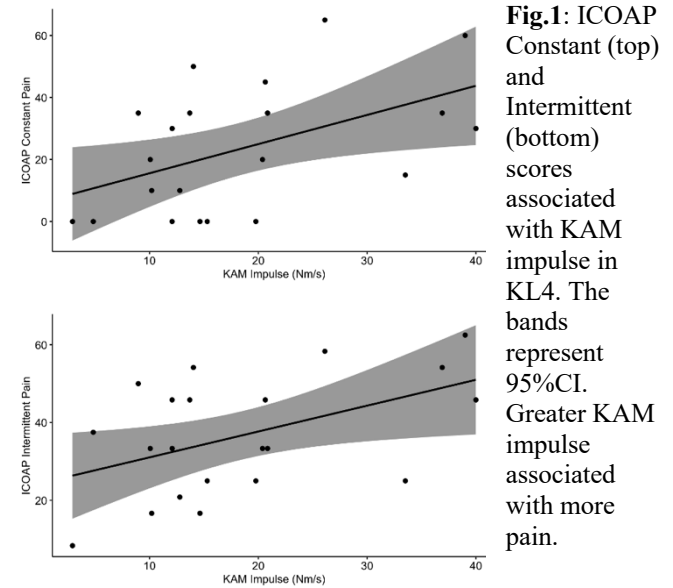 Fig.1: ICOAP
Constant (top)
and
Intermittent
(bottom)
scores
associated
with KAM
impulse in
KL4. The
bands
represent
95%CI.
Greater KAM
impulse
associated
with more
pain.
ICOAP Constant Pain
60
40
20
0
10 20 30 40
KAM Impulse (Nm/s)
ICOAP Intermittent Pain
60
40
20
10 20 30 40
KAM Impulse (Nm/s)